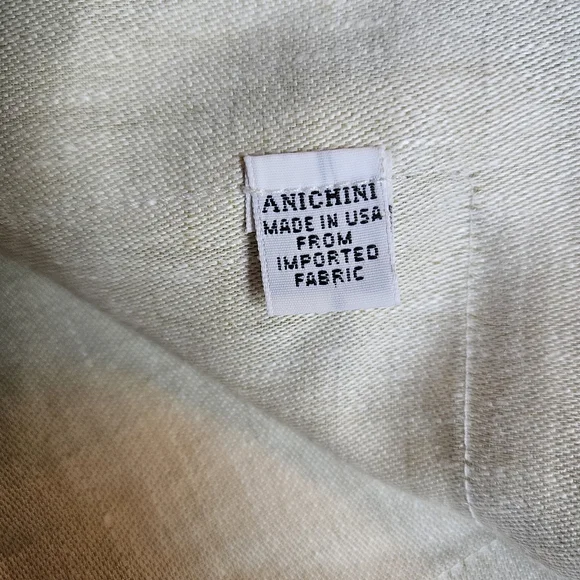 ANICHINI
MADE IN USA
FROM
IMPORTED
FABRIC